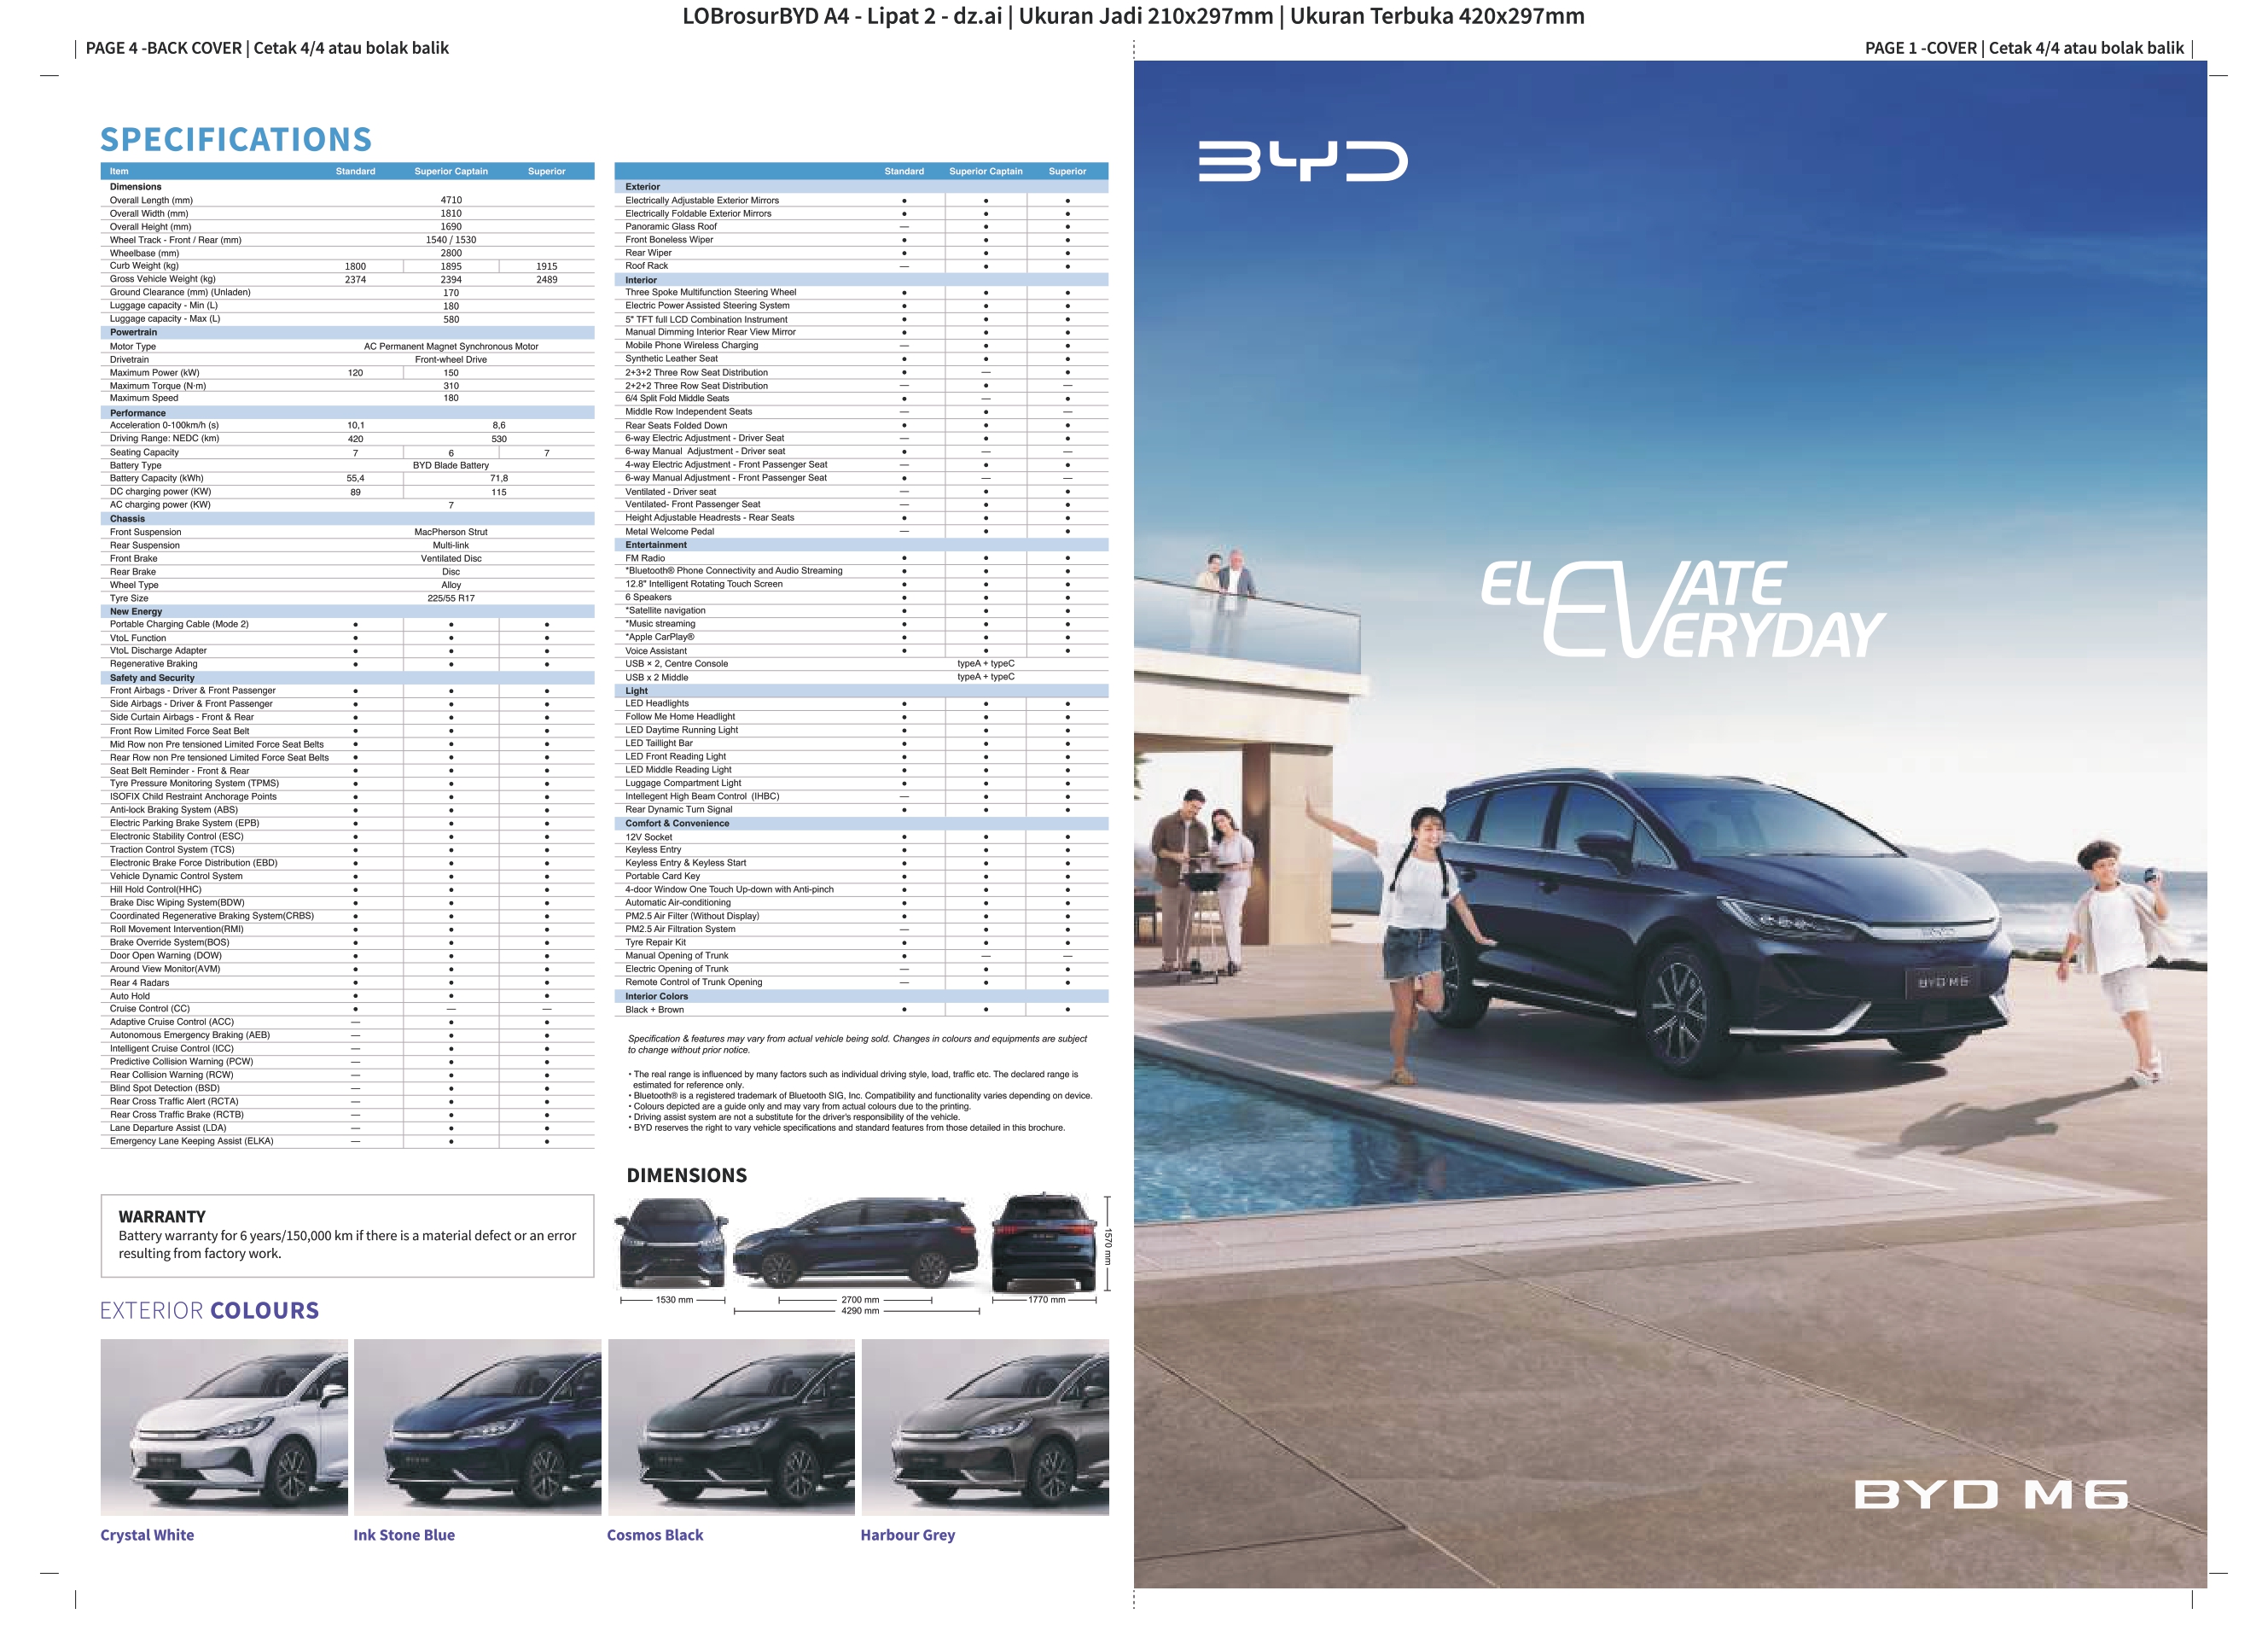 LOBrosurBYD A4 - Lipat 2 - dz.ai | Ukuran Jadi 210x297mm | Ukuran Terbuka 420x297mm
PAGE 4 -BACK COVER | Cetak 4/4 atau bolak balik
SPECIFICATIONS
Item Standard Superior Captain Superior
Dimensions
Overall Length (mm) 4710
Overall Width (mm) 1810
Overall Height (mm) 1690
Wheel Track - Front / Rear (mm) 1540 / 1530
Wheelbase (mm) 2800
Curb Weight (kg) 1800 1895 1915
Gross Vehicle Weight (kg) 2374 2394 2489
Ground Clearance (mm) (Unladen) 170
Luggage capacity - Min (L) 180
Luggage capacity - Max (L) 580
Powertrain
Motor Type AC Permanent Magnet Synchronous Motor
Drivetrain Front-wheel Drive
Maximum Power (kW) 120 150
Maximum Torque (N·m) 310
Maximum Speed 180
Performance
Acceleration 0-100km/h (s) 10,1 8,6
Driving Range: NEDC (km) 420 530
Seating Capacity 7 6 7
Battery Type BYD Blade Battery
Battery Capacity (kWh) 55,4 71,8
DC charging power (KW) 89 115
AC charging power (KW) 7
Chassis
Front Suspension MacPherson Strut
Rear Suspension Multi-link
Front Brake Ventilated Disc
Rear Brake Disc
Wheel Type Alloy
Tyre Size 225/55 R17
New Energy
Portable Charging Cable (Mode 2) ● ● ●
VtoL Function ● ● ●
VtoL Discharge Adapter ● ● ●
Regenerative Braking ● ● ●
Safety and Security
Front Airbags - Driver & Front Passenger ● ● ●
Side Airbags - Driver & Front Passenger ● ● ●
Side Curtain Airbags - Front & Rear ● ● ●
Front Row Limited Force Seat Belt ● ● ●
Mid Row non Pre tensioned Limited Force Seat Belts ● ● ●
Rear Row non Pre tensioned Limited Force Seat Belts ● ● ●
Seat Belt Reminder - Front & Rear ● ● ●
Tyre Pressure Monitoring System (TPMS) ● ● ●
ISOFIX Child Restraint Anchorage Points ● ● ●
Anti-lock Braking System (ABS) ● ● ●
Electric Parking Brake System (EPB) ● ● ●
Electronic Stability Control (ESC) ● ● ●
Traction Control System (TCS) ● ● ●
Electronic Brake Force Distribution (EBD) ● ● ●
Vehicle Dynamic Control System ● ● ●
Hill Hold Control(HHC) ● ● ●
Brake Disc Wiping System(BDW) ● ● ●
Coordinated Regenerative Braking System(CRBS) ● ● ●
Roll Movement Intervention(RMI) ● ● ●
Brake Override System(BOS) ● ● ●
Door Open Warning (DOW) ● ● ●
Around View Monitor(AVM) ● ● ●
Rear 4 Radars ● ● ●
Auto Hold ● ● ●
Cruise Control (CC) ● — —
Adaptive Cruise Control (ACC) — ● ●
Autonomous Emergency Braking (AEB) — ● ●
Intelligent Cruise Control (ICC) — ● ●
Predictive Collision Warning (PCW) — ● ●
Rear Collision Warning (RCW) — ● ●
Blind Spot Detection (BSD) — ● ●
Rear Cross Traffic Alert (RCTA) — ● ●
Rear Cross Traffic Brake (RCTB) — ● ●
Lane Departure Assist (LDA) — ● ●
Emergency Lane Keeping Assist (ELKA) — ● ●
Standard Superior Captain Superior
Exterior
Electrically Adjustable Exterior Mirrors ● ● ●
Electrically Foldable Exterior Mirrors ● ● ●
Panoramic Glass Roof — ● ●
Front Boneless Wiper ● ● ●
Rear Wiper ● ● ●
Roof Rack — ● ●
Interior
Three Spoke Multifunction Steering Wheel ● ● ●
Electric Power Assisted Steering System ● ● ●
5" TFT full LCD Combination Instrument ● ● ●
Manual Dimming Interior Rear View Mirror ● ● ●
Mobile Phone Wireless Charging — ● ●
Synthetic Leather Seat ● ● ●
2+3+2 Three Row Seat Distribution ● — ●
2+2+2 Three Row Seat Distribution — ● —
6/4 Split Fold Middle Seats ● — ●
Middle Row Independent Seats — ● —
Rear Seats Folded Down ● ● ●
6-way Electric Adjustment - Driver Seat — ● ●
6-way Manual Adjustment - Driver seat ● — —
4-way Electric Adjustment - Front Passenger Seat — ● ●
6-way Manual Adjustment - Front Passenger Seat ● — —
Ventilated - Driver seat — ● ●
Ventilated- Front Passenger Seat — ● ●
Height Adjustable Headrests - Rear Seats ● ● ●
Metal Welcome Pedal — ● ●
Entertainment
FM Radio ● ● ●
*Bluetooth® Phone Connectivity and Audio Streaming ● ● ●
12.8" Intelligent Rotating Touch Screen ● ● ●
6 Speakers ● ● ●
*Satellite navigation ● ● ●
*Music streaming ● ● ●
*Apple CarPlay® ● ● ●
Voice Assistant ● ● ●
USB × 2, Centre Console typeA + typeC
USB x 2 Middle typeA + typeC
Light
LED Headlights ● ● ●
Follow Me Home Headlight ● ● ●
LED Daytime Running Light ● ● ●
LED Taillight Bar ● ● ●
LED Front Reading Light ● ● ●
LED Middle Reading Light ● ● ●
Luggage Compartment Light ● ● ●
Intellegent High Beam Control (IHBC) — ● ●
Rear Dynamic Turn Signal ● ● ●
Comfort & Convenience
12V Socket ● ● ●
Keyless Entry ● ● ●
Keyless Entry & Keyless Start ● ● ●
Portable Card Key ● ● ●
4-door Window One Touch Up-down with Anti-pinch ● ● ●
Automatic Air-conditioning ● ● ●
PM2.5 Air Filter (Without Display) ● ● ●
PM2.5 Air Filtration System — ● ●
Tyre Repair Kit ● ● ●
Manual Opening of Trunk ● — —
Electric Opening of Trunk — ● ●
Remote Control of Trunk Opening — ● ●
Interior Colors
Black + Brown ● ● ●
Specification & features may vary from actual vehicle being sold. Changes in colours and equipments are subject
to change without prior notice.
• The real range is influenced by many factors such as individual driving style, load, traffic etc. The declared range is
estimated for reference only.
• Bluetooth® is a registered trademark of Bluetooth SIG, Inc. Compatibility and functionality varies depending on device.
• Colours depicted are a guide only and may vary from actual colours due to the printing.
• Driving assist system are not a substitute for the driver's responsibility of the vehicle.
• BYD reserves the right to vary vehicle specifications and standard features from those detailed in this brochure.
WARRANTY
Battery warranty for 6 years/150,000 km if there is a material defect or an error
resulting from factory work.
DIMENSIONS
1570 mm
1530 mm
2700 mm
4290 mm
1770 mm
EXTERIOR COLOURS
Crystal White
Ink Stone Blue
Cosmos Black
Harbour Grey
PAGE 1 -COVER | Cetak 4/4 atau bolak balik
BYD
ELEVATE
EVERYDAY
BYD
BYD M6
BYD M6